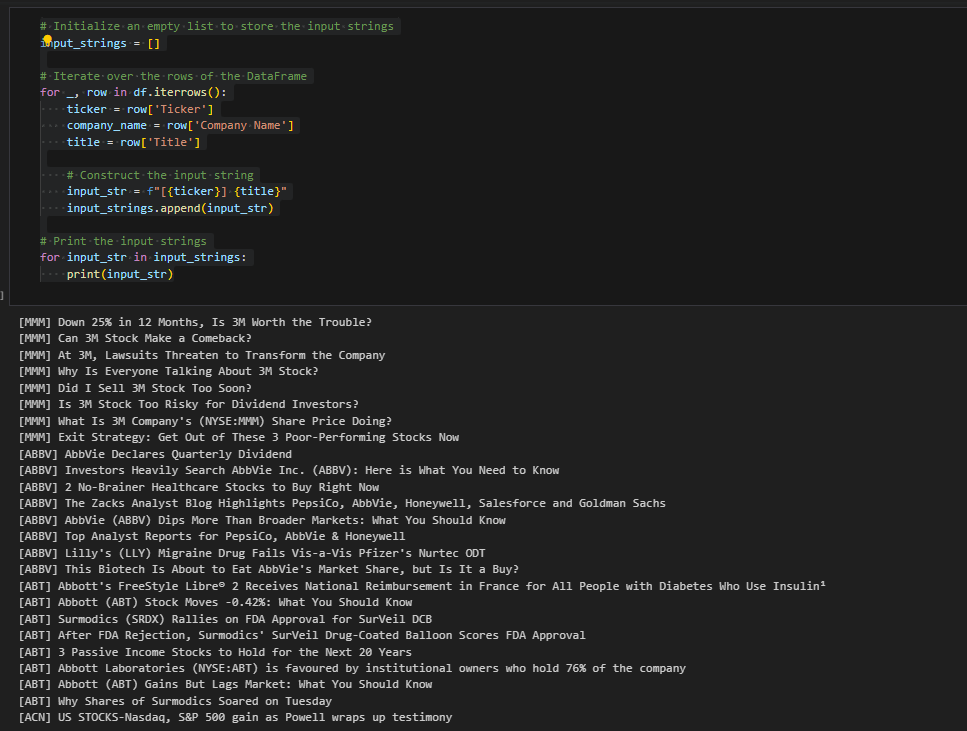 # Initialize an empty list to store the input strings
input_strings = []
# Iterate over the rows of the DataFrame
for _, row in df.iterrows():
    ticker = row['Ticker']
    company_name = row['Company Name']
    title = row['Title']
    # Construct the input string
    input_str = f"[{ticker}] {title}"
    input_strings.append(input_str)
# Print the input strings
for input_str in input_strings:
    print(input_str)
]
[MMM] Down 25% in 12 Months, Is 3M Worth the Trouble?
[MMM] Can 3M Stock Make a Comeback?
[MMM] At 3M, Lawsuits Threaten to Transform the Company
[MMM] Why Is Everyone Talking About 3M Stock?
[MMM] Did I Sell 3M Stock Too Soon?
[MMM] Is 3M Stock Too Risky for Dividend Investors?
[MMM] What Is 3M Company's (NYSE:MMM) Share Price Doing?
[MMM] Exit Strategy: Get Out of These 3 Poor-Performing Stocks Now
[ABBV] AbbVie Declares Quarterly Dividend
[ABBV] Investors Heavily Search AbbVie Inc. (ABBV): Here is What You Need to Know
[ABBV] 2 No-Brainer Healthcare Stocks to Buy Right Now
[ABBV] The Zacks Analyst Blog Highlights PepsiCo, AbbVie, Honeywell, Salesforce and Goldman Sachs
[ABBV] AbbVie (ABBV) Dips More Than Broader Markets: What You Should Know
[ABBV] Top Analyst Reports for PepsiCo, AbbVie & Honeywell
[ABBV] Lilly's (LLY) Migraine Drug Fails Vis-a-Vis Pfizer's Nurtec ODT
[ABBV] This Biotech Is About to Eat AbbVie's Market Share, but Is It a Buy?
[ABT] Abbott's FreeStyle Libre® 2 Receives National Reimbursement in France for All People with Diabetes Who Use Insulin¹
[ABT] Abbott (ABT) Stock Moves -0.42%: What You Should Know
[ABT] Surmodics (SRDX) Rallies on FDA Approval for SurVeil DCB
[ABT] After FDA Rejection, Surmodics' SurVeil Drug-Coated Balloon Scores FDA Approval
[ABT] 3 Passive Income Stocks to Hold for the Next 20 Years
[ABT] Abbott Laboratories (NYSE:ABT) is favoured by institutional owners who hold 76% of the company
[ABT] Abbott (ABT) Gains But Lags Market: What You Should Know
[ABT] Why Shares of Surmodics Soared on Tuesday
[ACN] US STOCKS-Nasdaq, S&P 500 gain as Powell wraps up testimony